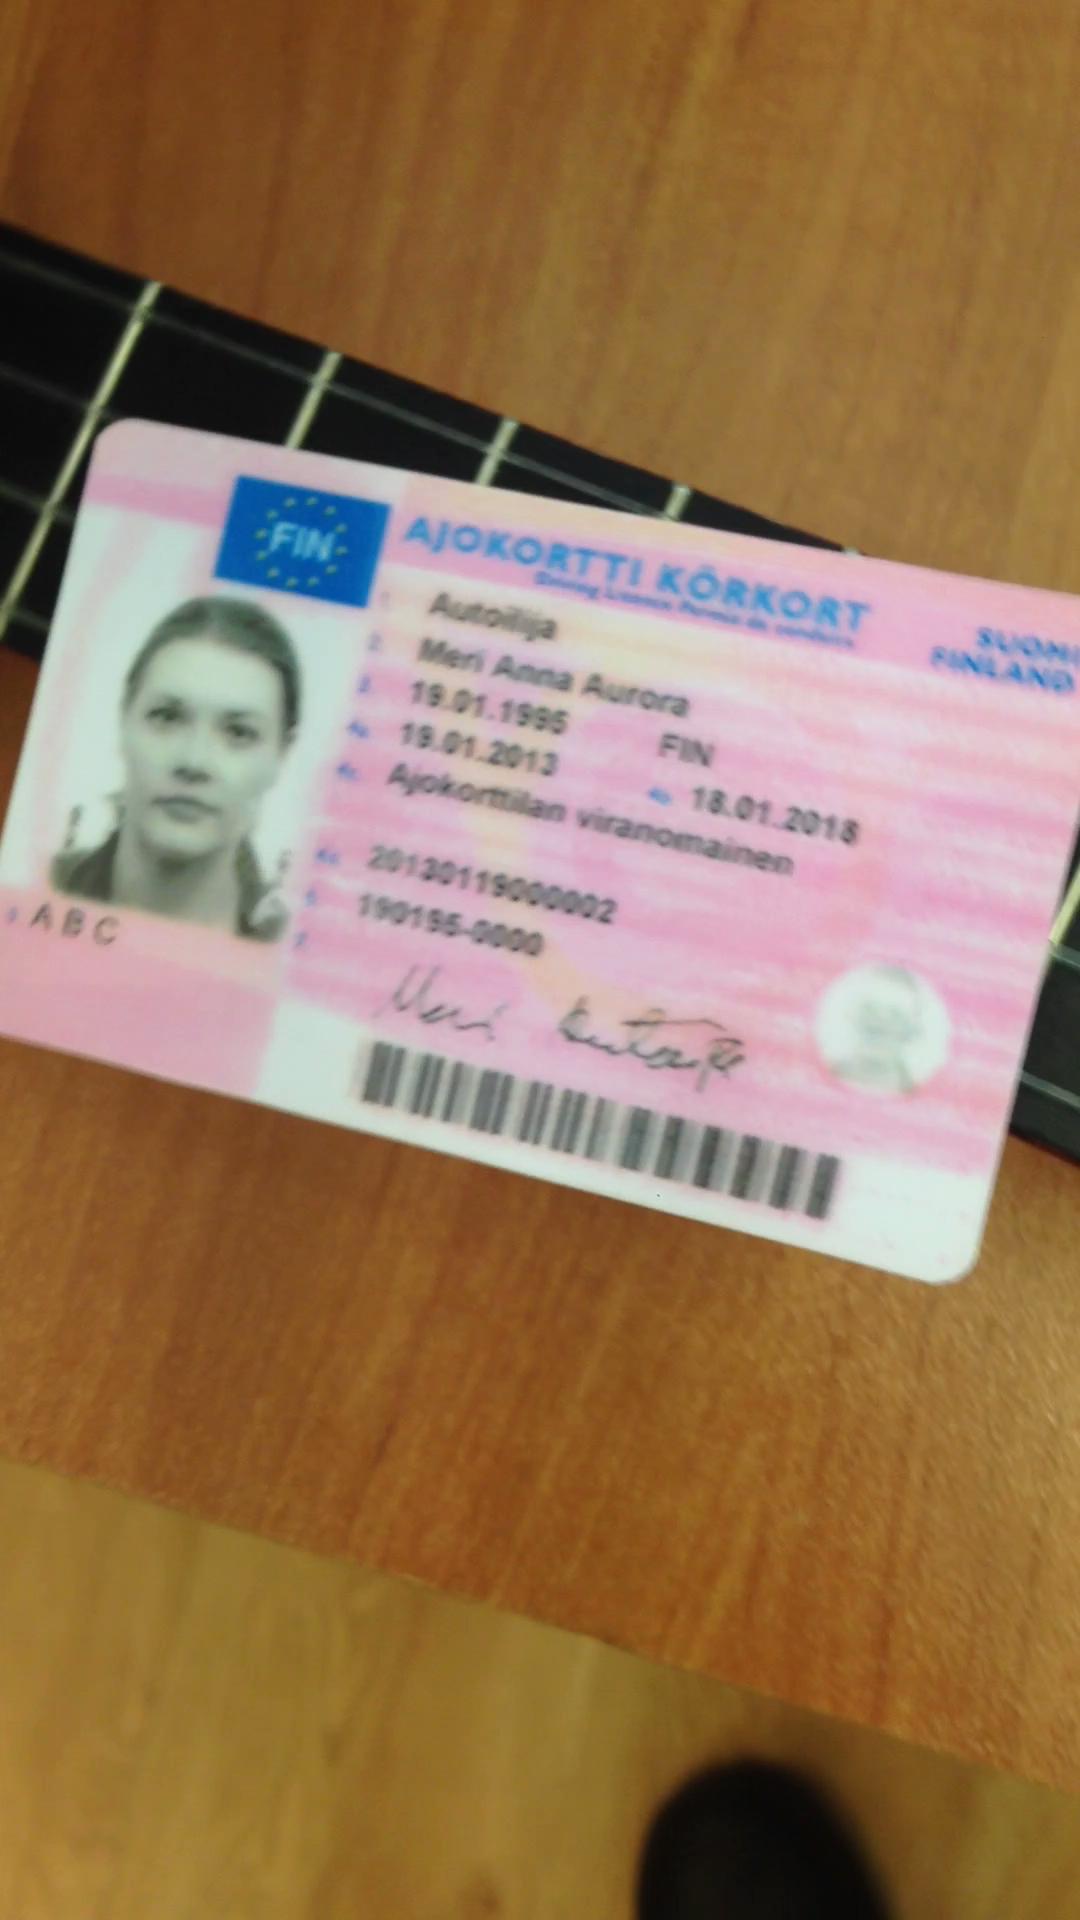 FIN
AJOKORTTI KÖRKORT
Driving Licence Permis de conduire
SUOMI
FINLAND
1. Autoilija
2. Meri Anna Aurora
3. 19.01.1995 FIN
4a. 19.01.2013 4b. 18.01.2018
4c. Ajokorttilan viranomainen
4d. 20130119000002
5. 190195-0000
7. Meri Autoilija
9. A B C